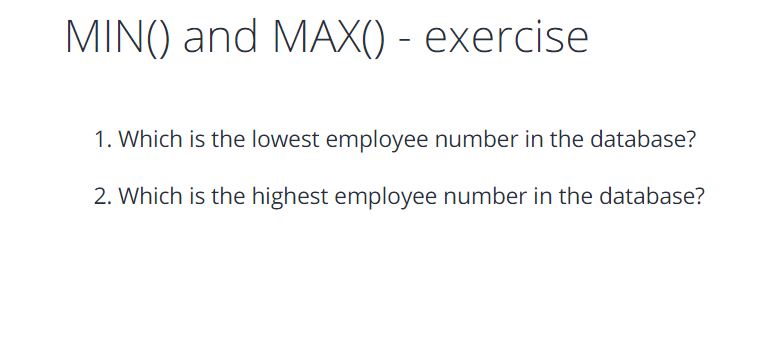 MIN() and MAX() - exercise
1. Which is the lowest employee number in the database?
2. Which is the highest employee number in the database?